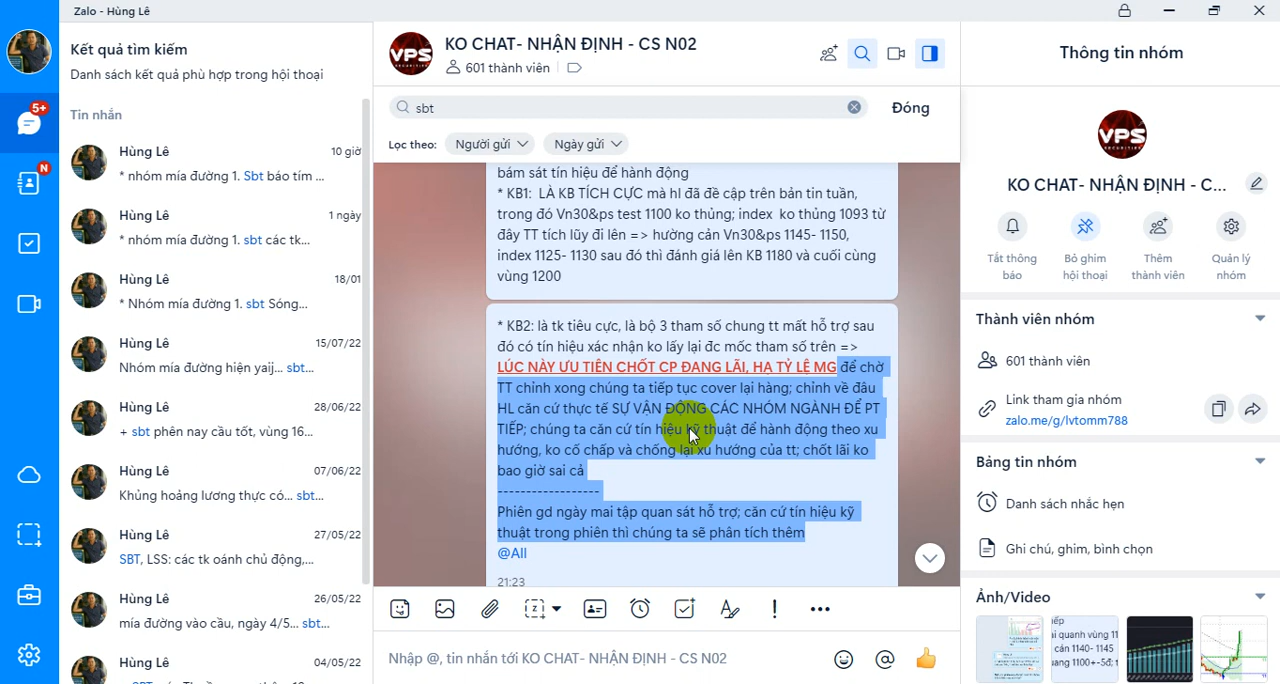 Zalo - Hùng Lê
5+
N
Kết quả tìm kiếm
Danh sách kết quả phù hợp trong hội thoại
Tin nhắn
Hùng Lê
10 giờ
* nhóm mía đường 1. Sbt báo tím ...
Hùng Lê
1 ngày
* nhóm mía đường 1. sbt các tk...
Hùng Lê
18/01
* Nhóm mía đường 1. sbt Sóng...
Hùng Lê
15/07/22
Nhóm mía đường hiện yaij... sbt...
Hùng Lê
28/06/22
+ sbt phên nay cầu tốt, vùng 16...
Hùng Lê
07/06/22
Khủng hoảng lương thực có... sbt...
Hùng Lê
27/05/22
SBT, LSS: các tk oánh chủ động,...
Hùng Lê
26/05/22
mía đường vào cầu, ngày 4/5... sbt...
Hùng Lê
04/05/22
VPS
SECURITIES
KO CHAT- NHẬN ĐỊNH - CS N02
601 thành viên
sbt
Đóng
Lọc theo:
Người gửi
Ngày gửi
bám sát tín hiệu để hành động
* KB1: LÀ KB TÍCH CỰC mà hl đã đề cập trên bản tin tuần,
trong đó Vn30&ps test 1100 ko thủng; index ko thủng 1093 từ
đây TT tích lũy đi lên => hường cản Vn30&ps 1145- 1150,
index 1125- 1130 sau đó thì đánh giá lên KB 1180 và cuối cùng
vùng 1200
* KB2: là tk tiêu cực, là bộ 3 tham số chung tt mất hỗ trợ sau
đó có tín hiệu xác nhận ko lấy lại đc mốc tham số trên =>
LÚC NÀY ƯU TIÊN CHỐT CP ĐANG LÃI, HẠ TỶ LỆ MG để chờ
TT chỉnh xong chúng ta tiếp tục cover lại hàng; chỉnh về đâu
HL căn cứ thực tế SỰ VẬN ĐỘNG CÁC NHÓM NGÀNH ĐỂ PT
TIẾP; chúng ta căn cứ tín hiệu kỹ thuật để hành động theo xu
hướng, ko cố chấp và chống lại xu hướng của tt; chốt lãi ko
bao giờ sai cả
------------------
Phiên gd ngày mai tập quan sát hỗ trợ; căn cứ tín hiệu kỹ
thuật trong phiên thì chúng ta sẽ phân tích thêm
@All
21:23
Nhập @, tin nhắn tới KO CHAT- NHẬN ĐỊNH - CS N02
Thông tin nhóm
VPS
SECURITIES
KO CHAT- NHẬN ĐỊNH - C...
Tắt thông báo
Bỏ ghim hội thoại
Thêm thành viên
Quản lý nhóm
Thành viên nhóm
601 thành viên
Link tham gia nhóm
zalo.me/g/lvtomm788
Bảng tin nhóm
Danh sách nhắc hẹn
Ghi chú, ghim, bình chọn
Ảnh/Video